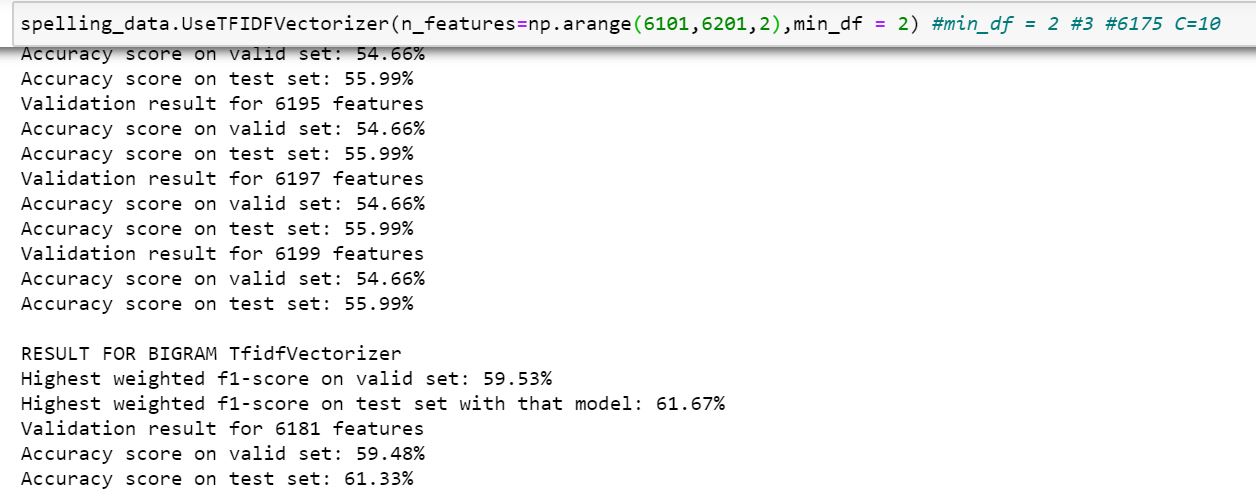 spelling_data.UseTFIDFVectorizer(n_features=np.arange(6101,6201,2),min_df = 2) #min_df = 2 #3 #6175 C=10
Accuracy score on valid set: 54.66%
Accuracy score on test set: 55.99%
Validation result for 6195 features
Accuracy score on valid set: 54.66%
Accuracy score on test set: 55.99%
Validation result for 6197 features
Accuracy score on valid set: 54.66%
Accuracy score on test set: 55.99%
Validation result for 6199 features
Accuracy score on valid set: 54.66%
Accuracy score on test set: 55.99%
RESULT FOR BIGRAM TfidfVectorizer
Highest weighted f1-score on valid set: 59.53%
Highest weighted f1-score on test set with that model: 61.67%
Validation result for 6181 features
Accuracy score on valid set: 59.48%
Accuracy score on test set: 61.33%